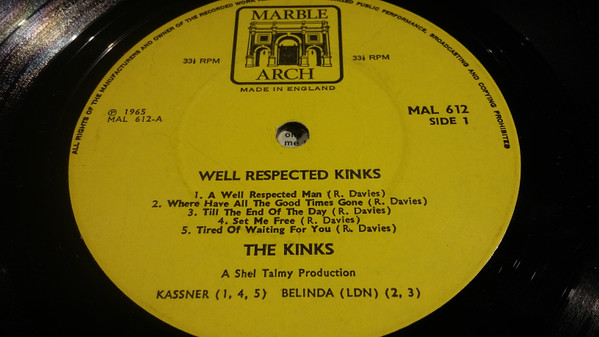 ALL RIGHTS OF THE MANUFACTURERS AND OWNER OF THE RECORDED WORK
PUBLIC PERFORMANCE, BROADCASTING AND COPYING PROHIBITED
MARBLE
33⅓ RPM 33⅓ RPM
ARCH
MADE IN ENGLAND
℗ 1965
MAL 612-A
MAL 612
SIDE 1
WELL RESPECTED KINKS
1. A Well Respected Man (R. Davies)
2. Where Have All The Good Times Gone (R. Davies)
3. Till The End Of The Day (R. Davies)
4. Set Me Free (R. Davies)
5. Tired Of Waiting For You (R. Davies)
THE KINKS
A Shel Talmy Production
KASSNER (1, 4, 5) BELINDA (LDN) (2, 3)